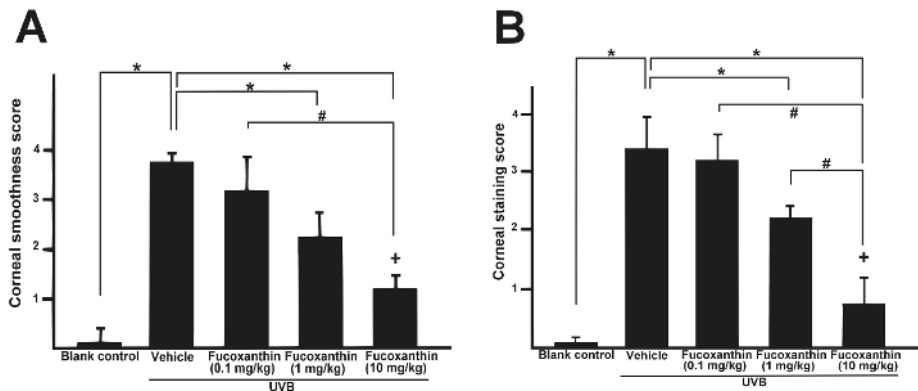 A
Corneal smoothness score
4
3
2
1
*
*
*
#
+
Blank control
Vehicle
Fucoxanthin
(0.1 mg/kg)
Fucoxanthin
(1 mg/kg)
Fucoxanthin
(10 mg/kg)
UVB
B
Corneal staining score
4
3
2
1
*
*
*
#
#
+
Blank control
Vehicle
Fucoxanthin
(0.1 mg/kg)
Fucoxanthin
(1 mg/kg)
Fucoxanthin
(10 mg/kg)
UVB